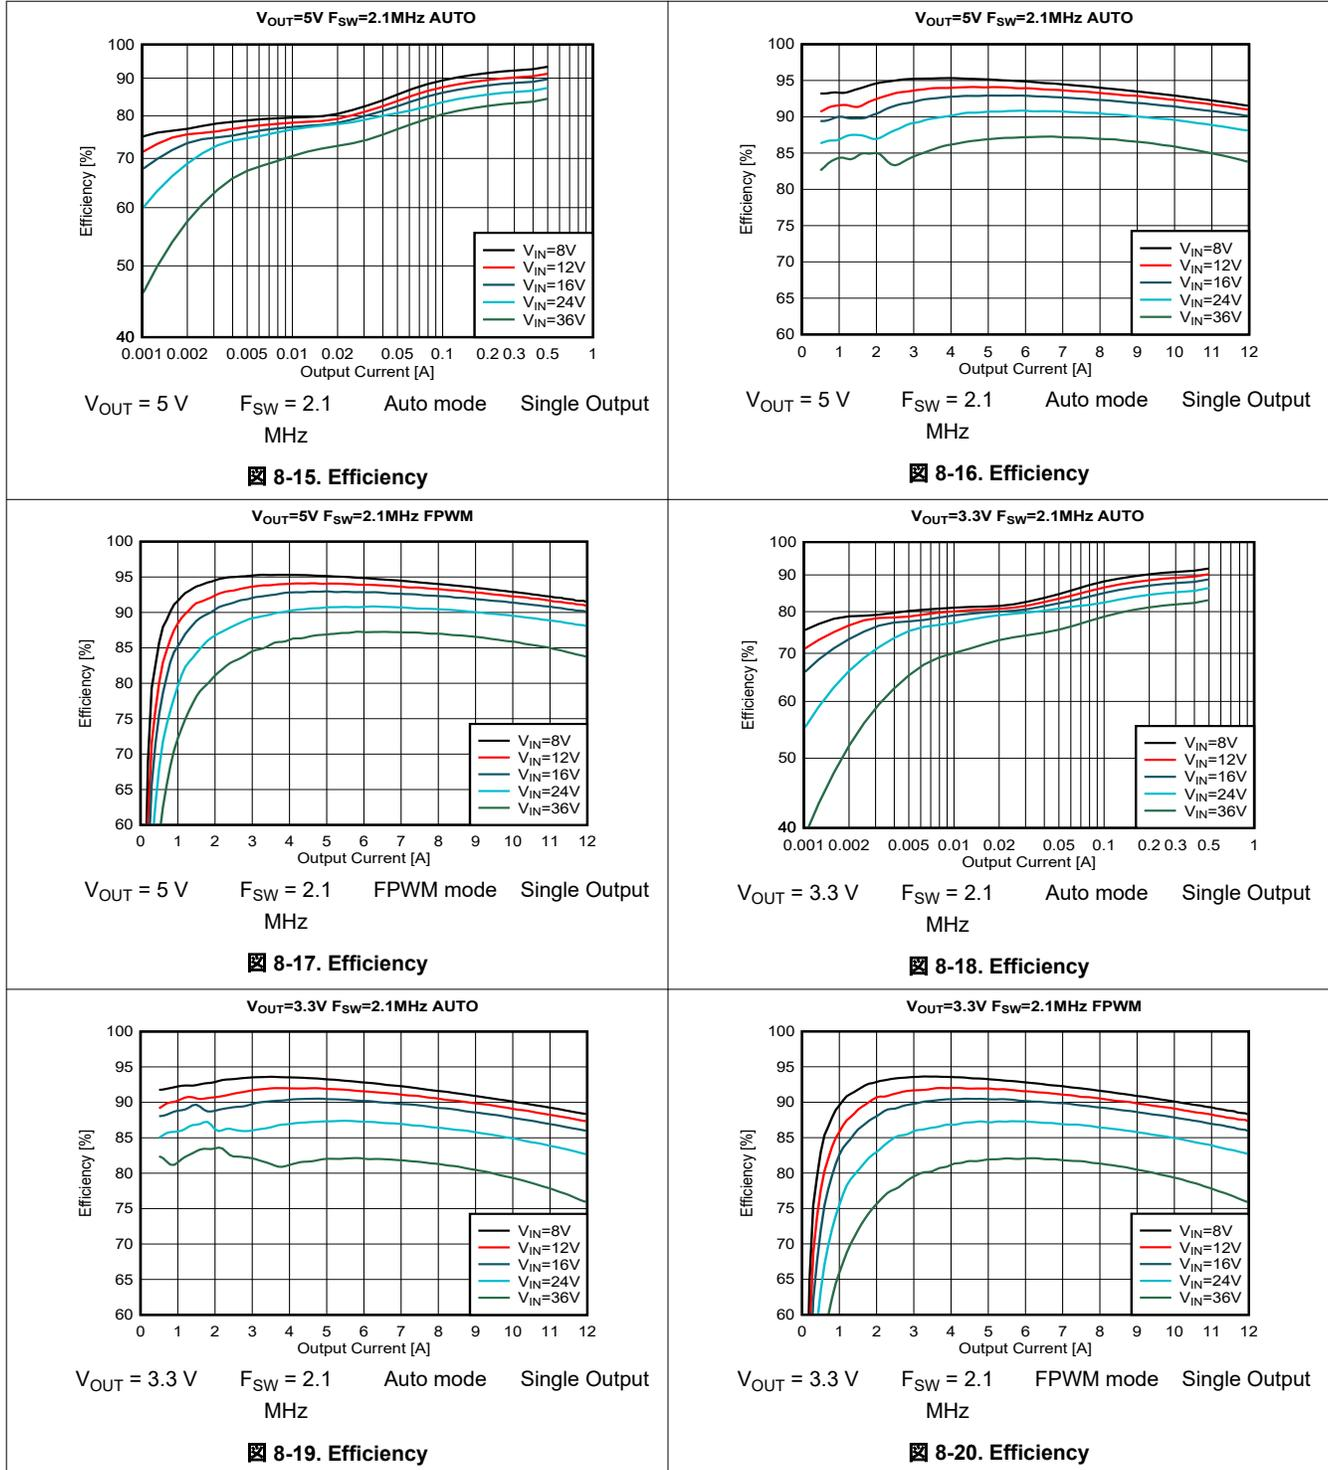 VOUT=5V FSW=2.1MHz AUTO
Efficiency [%]
100
90
80
70
60
50
40
0.001 0.002 0.005 0.01 0.02 0.05 0.1 0.2 0.3 0.5 1
Output Current [A]
VIN=8V
VIN=12V
VIN=16V
VIN=24V
VIN=36V
VOUT = 5 V FSW = 2.1 Auto mode Single Output
MHz
図 8-15. Efficiency
VOUT=5V FSW=2.1MHz AUTO
Efficiency [%]
100
95
90
85
80
75
70
65
60
0 1 2 3 4 5 6 7 8 9 10 11 12
Output Current [A]
VIN=8V
VIN=12V
VIN=16V
VIN=24V
VIN=36V
VOUT = 5 V FSW = 2.1 Auto mode Single Output
MHz
図 8-16. Efficiency
VOUT=5V FSW=2.1MHz FPWM
Efficiency [%]
100
95
90
85
80
75
70
65
60
0 1 2 3 4 5 6 7 8 9 10 11 12
Output Current [A]
VIN=8V
VIN=12V
VIN=16V
VIN=24V
VIN=36V
VOUT = 5 V FSW = 2.1 FPWM mode Single Output
MHz
図 8-17. Efficiency
VOUT=3.3V FSW=2.1MHz AUTO
Efficiency [%]
100
90
80
70
60
50
40
0.001 0.002 0.005 0.01 0.02 0.05 0.1 0.2 0.3 0.5 1
Output Current [A]
VIN=8V
VIN=12V
VIN=16V
VIN=24V
VIN=36V
VOUT = 3.3 V FSW = 2.1 Auto mode Single Output
MHz
図 8-18. Efficiency
VOUT=3.3V FSW=2.1MHz AUTO
Efficiency [%]
100
95
90
85
80
75
70
65
60
0 1 2 3 4 5 6 7 8 9 10 11 12
Output Current [A]
VIN=8V
VIN=12V
VIN=16V
VIN=24V
VIN=36V
VOUT = 3.3 V FSW = 2.1 Auto mode Single Output
MHz
図 8-19. Efficiency
VOUT=3.3V FSW=2.1MHz FPWM
Efficiency [%]
100
95
90
85
80
75
70
65
60
0 1 2 3 4 5 6 7 8 9 10 11 12
Output Current [A]
VIN=8V
VIN=12V
VIN=16V
VIN=24V
VIN=36V
VOUT = 3.3 V FSW = 2.1 FPWM mode Single Output
MHz
図 8-20. Efficiency